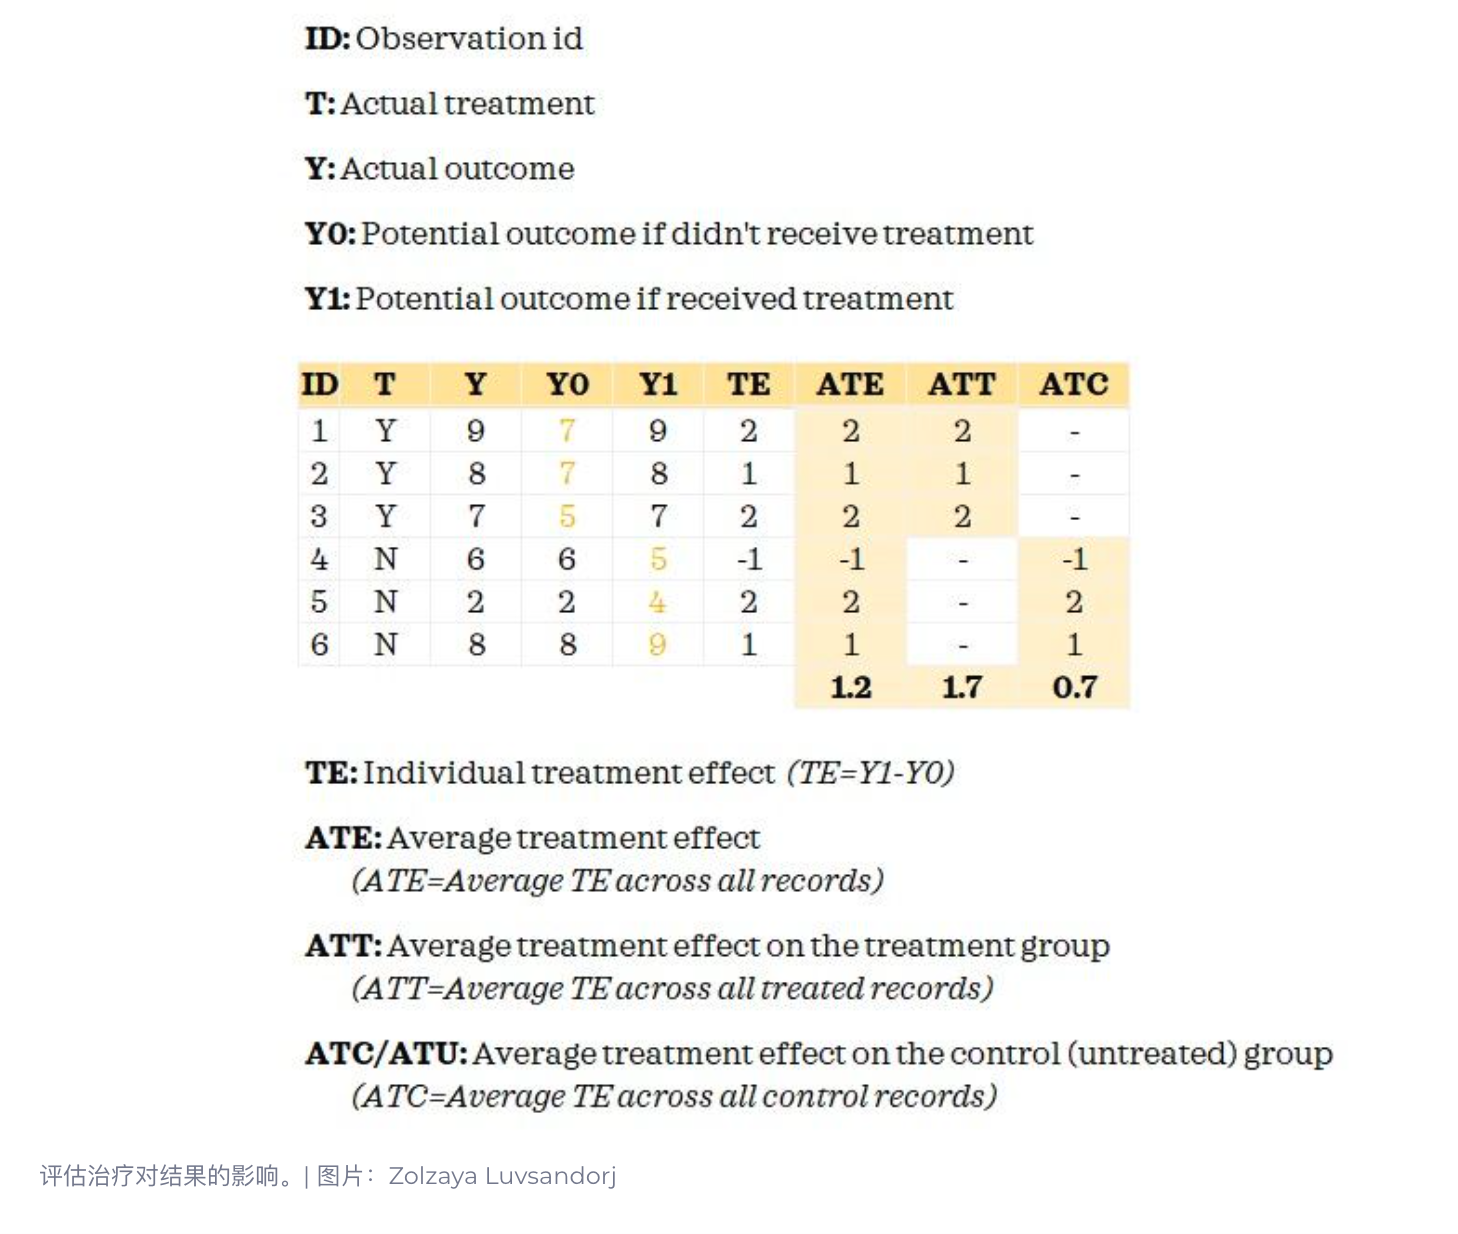 ID: Observation id
T: Actual treatment
Y: Actual outcome
Y0: Potential outcome if didn't receive treatment
Y1: Potential outcome if received treatment
ID T Y Y0 Y1 TE ATE ATT ATC
1 Y 9 7 9 2 2 2 -
2 Y 8 7 8 1 1 1 -
3 Y 7 5 7 2 2 2 -
4 N 6 6 5 -1 -1 - -1
5 N 2 2 4 2 2 - 2
6 N 8 8 9 1 1 - 1
1.2 1.7 0.7
TE: Individual treatment effect (TE=Y1-Y0)
ATE: Average treatment effect
(ATE=Average TE across all records)
ATT: Average treatment effect on the treatment group
(ATT=Average TE across all treated records)
ATC/ATU: Average treatment effect on the control (untreated) group
(ATC=Average TE across all control records)
评估治疗对结果的影响。| 图片：Zolzaya Luvsandorj